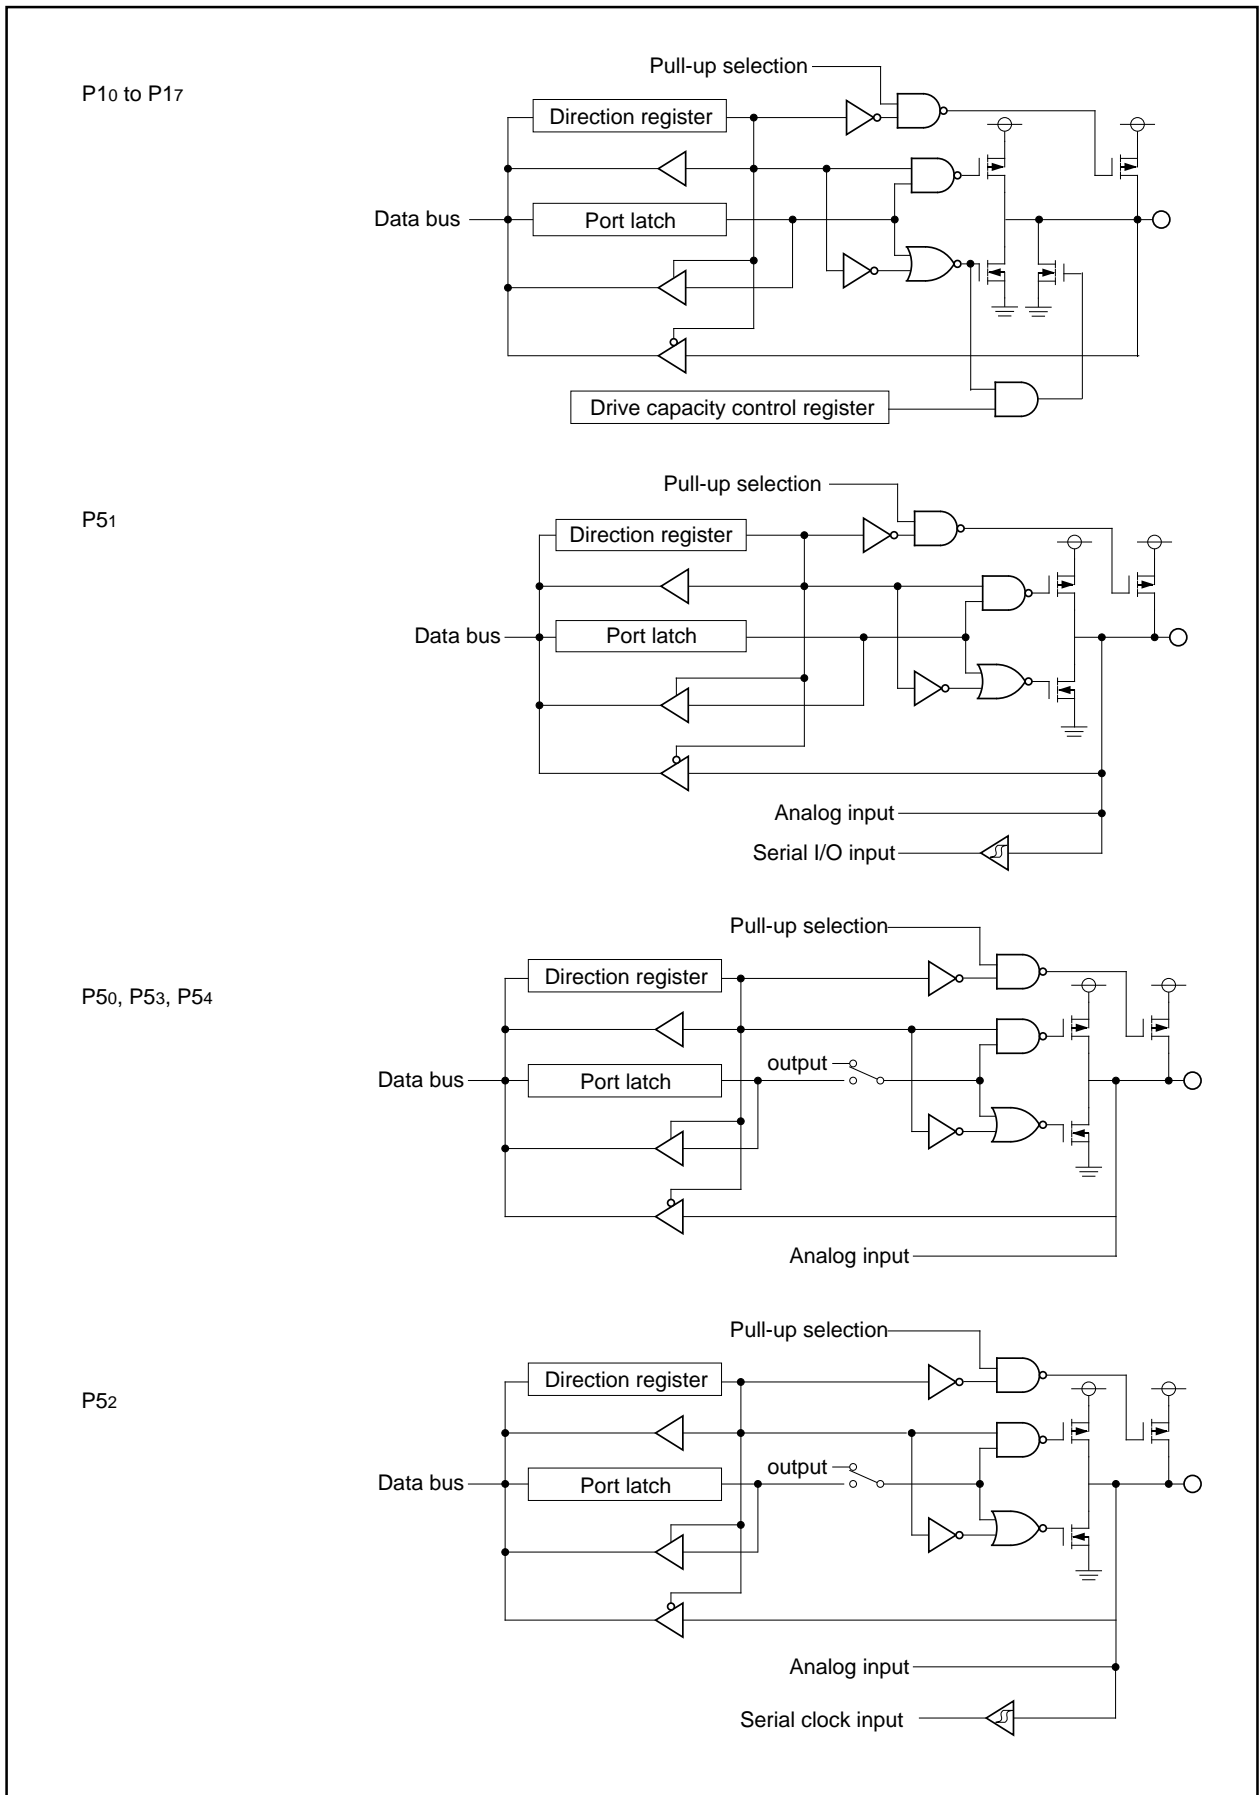 Pull-up selection
P10 to P17
Direction register
Data bus
Port latch
Drive capacity control register
Pull-up selection
P51
Direction register
Data bus
Port latch
Analog input
Serial I/O input
Pull-up selection
Direction register
P50, P53, P54
output
Data bus
Port latch
Analog input
Pull-up selection
Direction register
P52
output
Data bus
Port latch
Analog input
Serial clock input